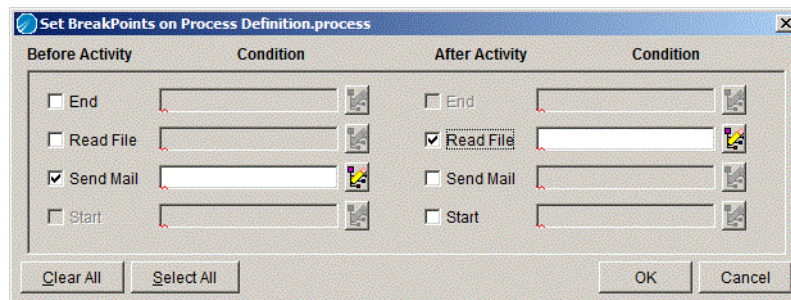 Set BreakPoints on Process Definition.process
Before Activity Condition After Activity Condition
End End
Read File Read File
Send Mail Send Mail
Start Start
Clear All Select All OK Cancel